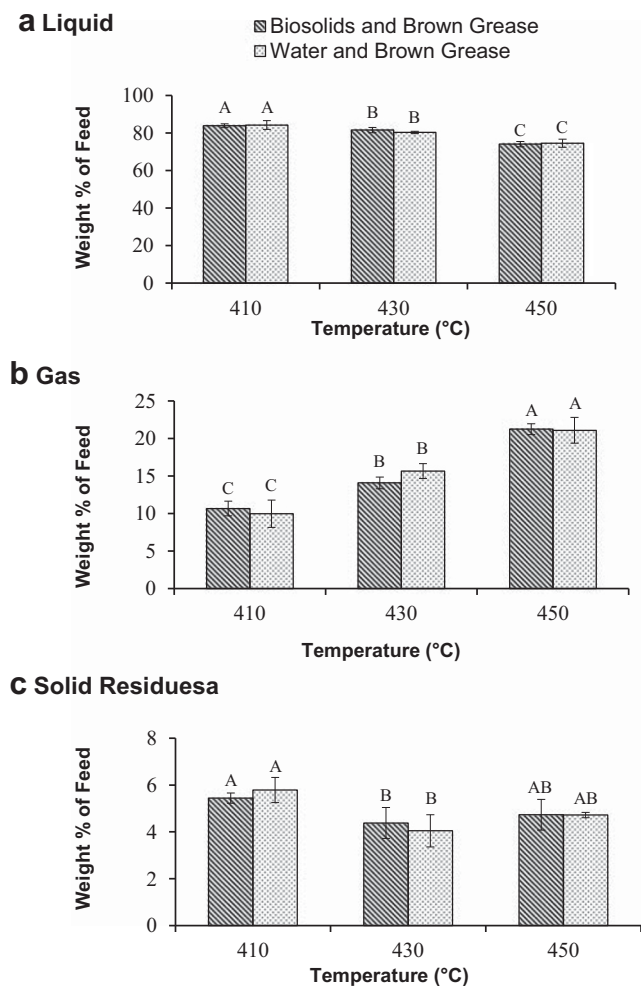 a Liquid
Biosolids and Brown Grease
Water and Brown Grease
Weight % of Feed
100
80
60
40
20
0
A A B B C C
410 430 450
Temperature (°C)
b Gas
Weight % of Feed
25
20
15
10
5
0
C C B B A A
410 430 450
Temperature (°C)
c Solid Residuesa
Weight % of Feed
8
6
4
2
0
A A B B AB AB
410 430 450
Temperature (°C)